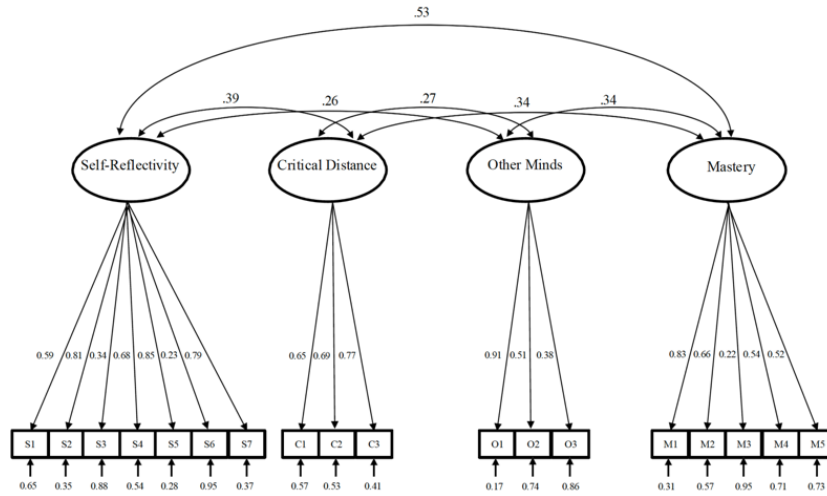 .53
.39 .26 .27 .34 .34
Self-Reflectivity Critical Distance Other Minds Mastery
0.59 0.81 0.34 0.68 0.85 0.23 0.79 0.65 0.69 0.77 0.91 0.51 0.38 0.83 0.66 0.22 0.54 0.52
S1 S2 S3 S4 S5 S6 S7 C1 C2 C3 O1 O2 O3 M1 M2 M3 M4 M5
0.65 0.35 0.88 0.54 0.28 0.95 0.37 0.57 0.53 0.41 0.17 0.74 0.86 0.31 0.57 0.95 0.71 0.73